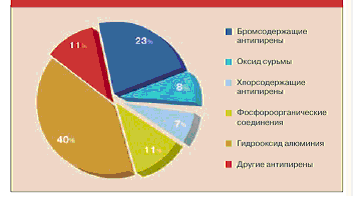 11%
23%
8%
7%
11%
40%
Бромсодержащие
антипирены
Оксид сурьмы
Хлорсодержащие
антипирены
Фосфороорганические
соединения
Гидрооксид алюминия
Другие антипирены